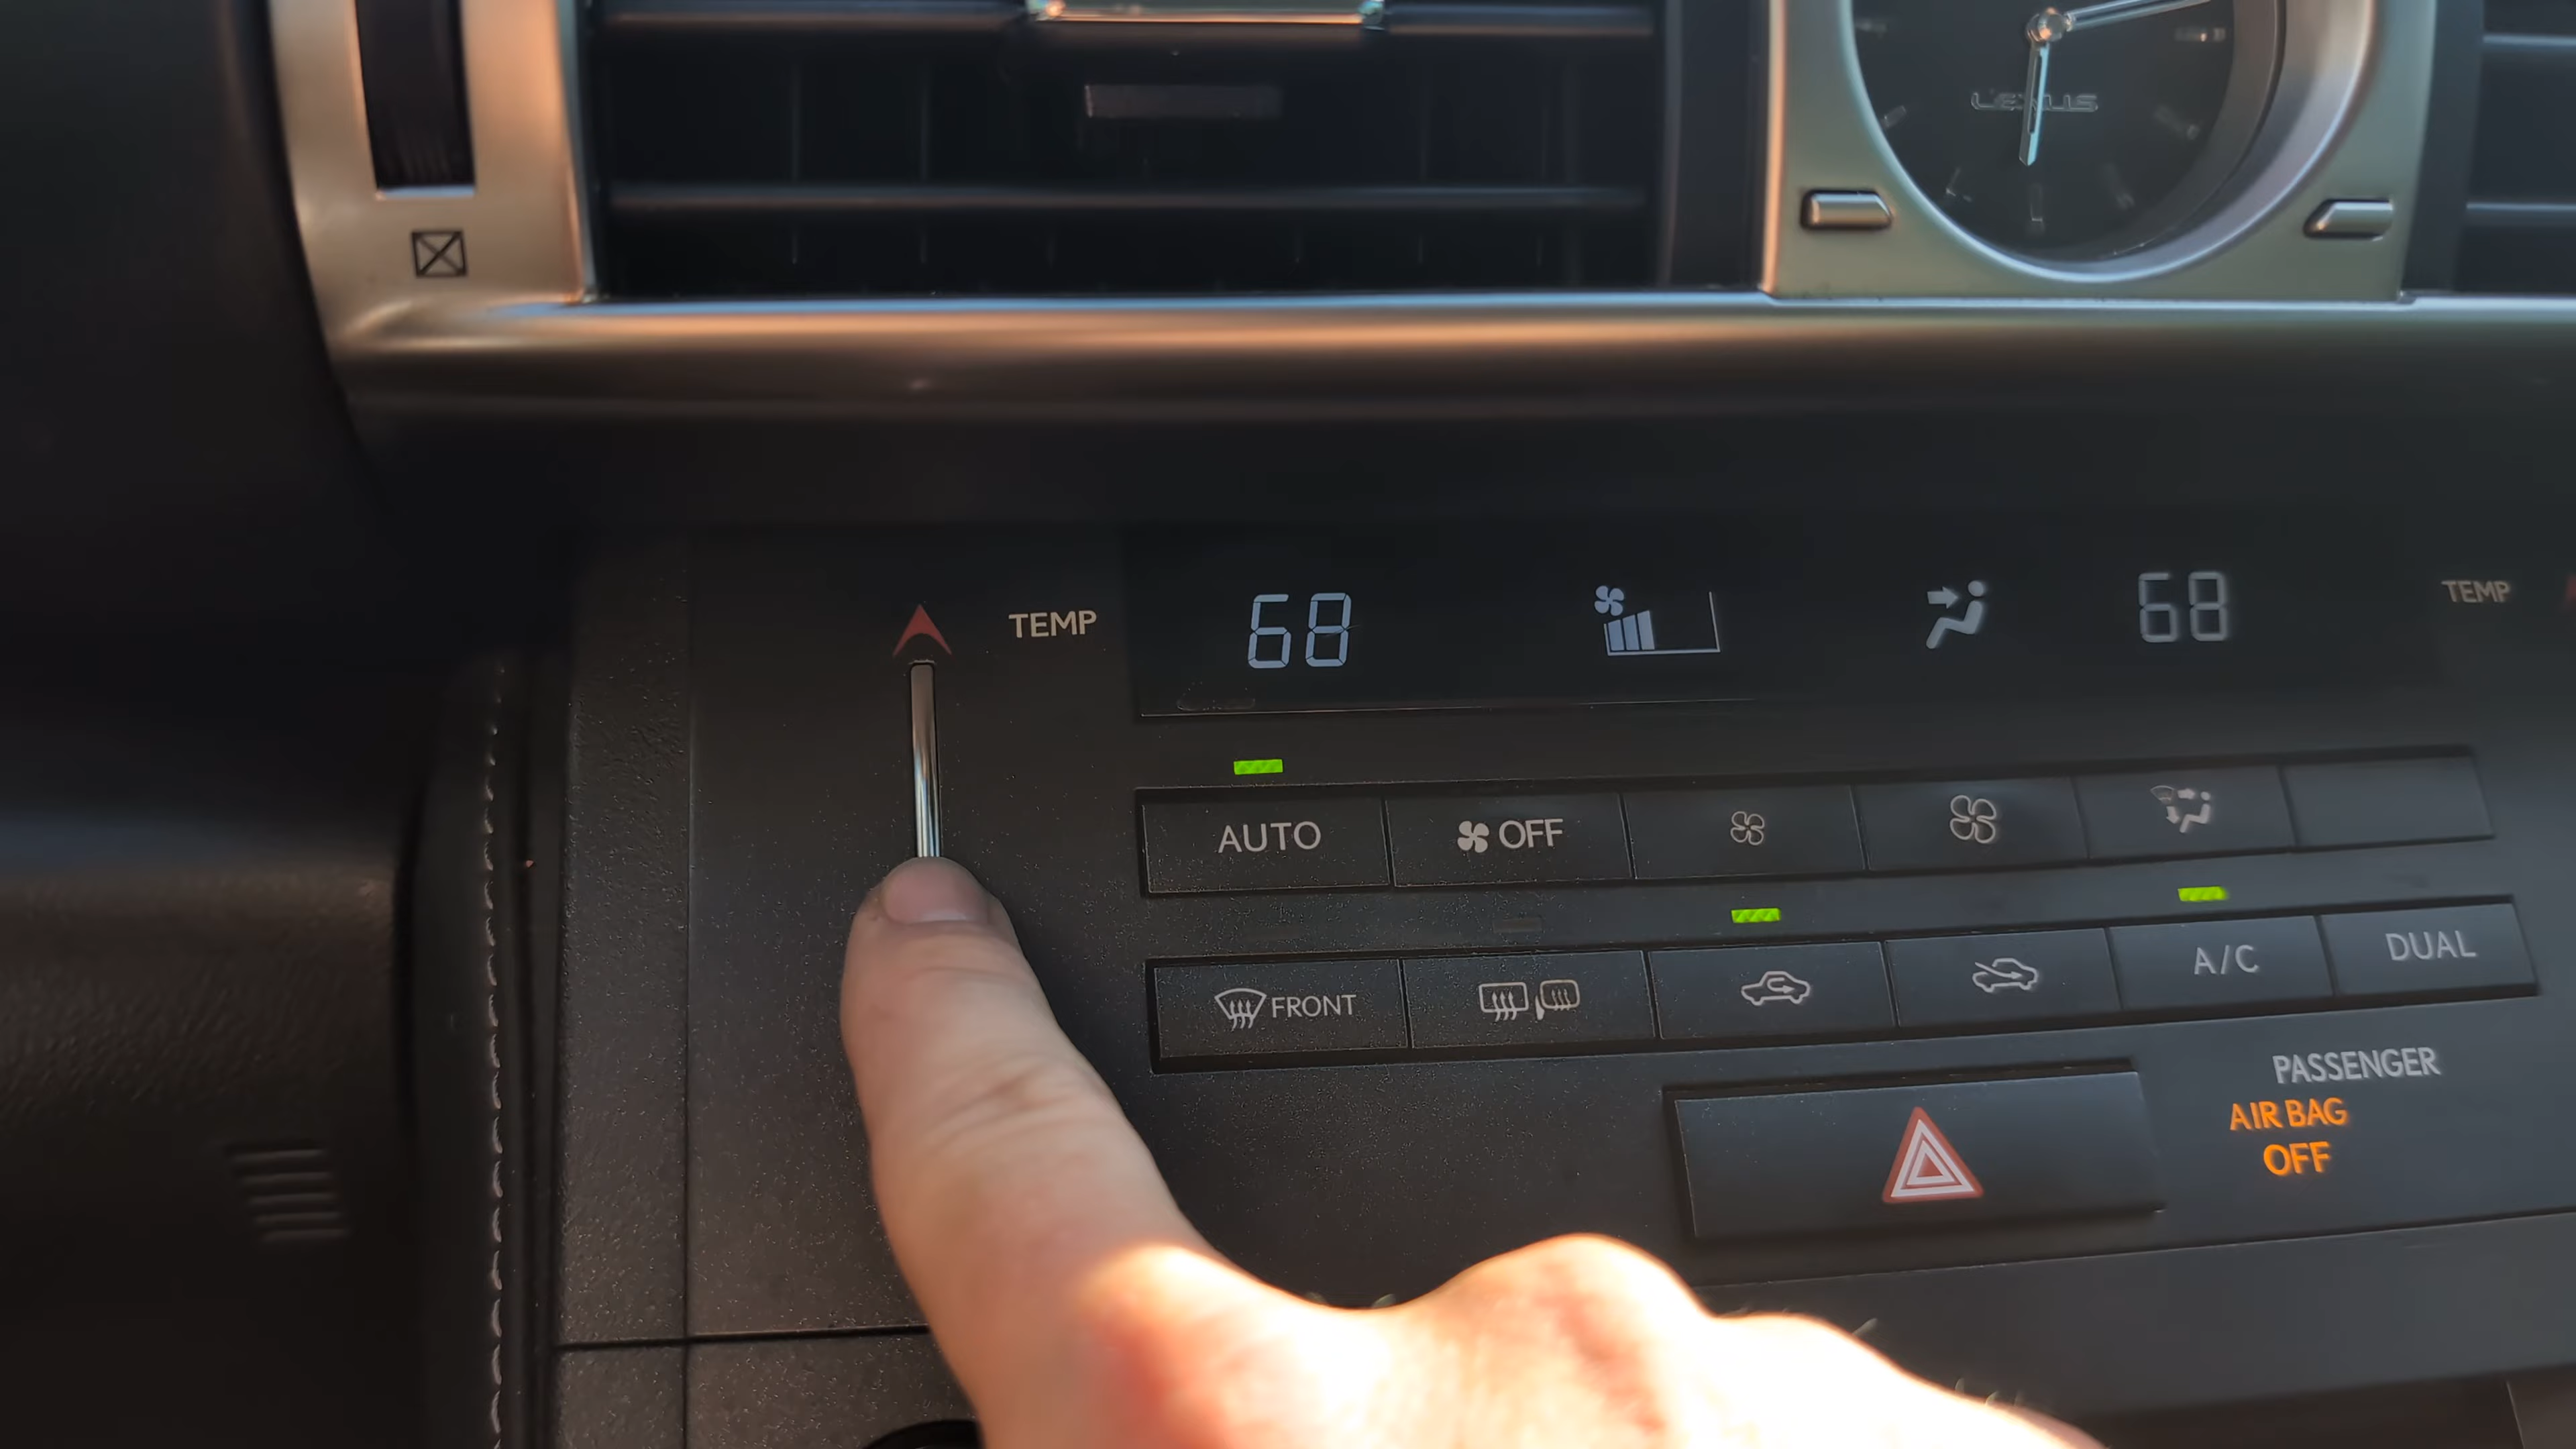 LEXUS
TEMP 68 68 TEMP
AUTO OFF
FRONT A/C DUAL
PASSENGER
AIR BAG
OFF